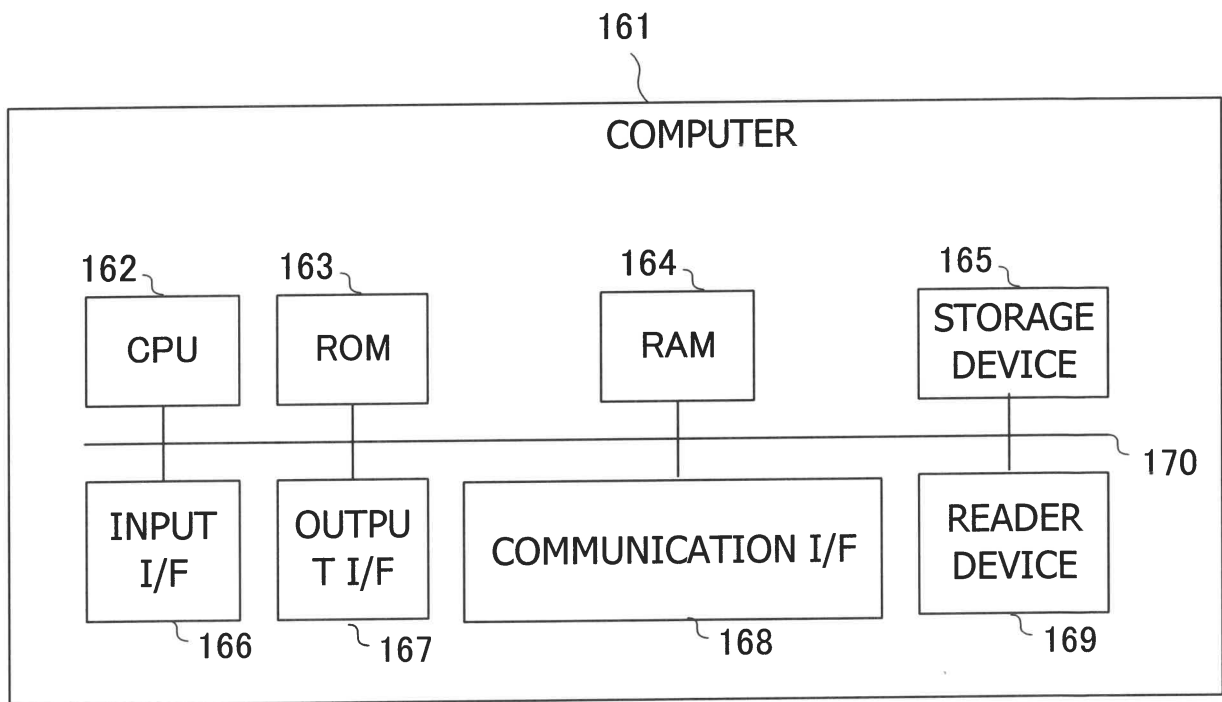 161
COMPUTER
162
163
164
165
CPU
ROM
RAM
STORAGE
DEVICE
170
INPUT
I/F
OUTPU
T I/F
COMMUNICATION I/F
READER
DEVICE
166
167
168
169